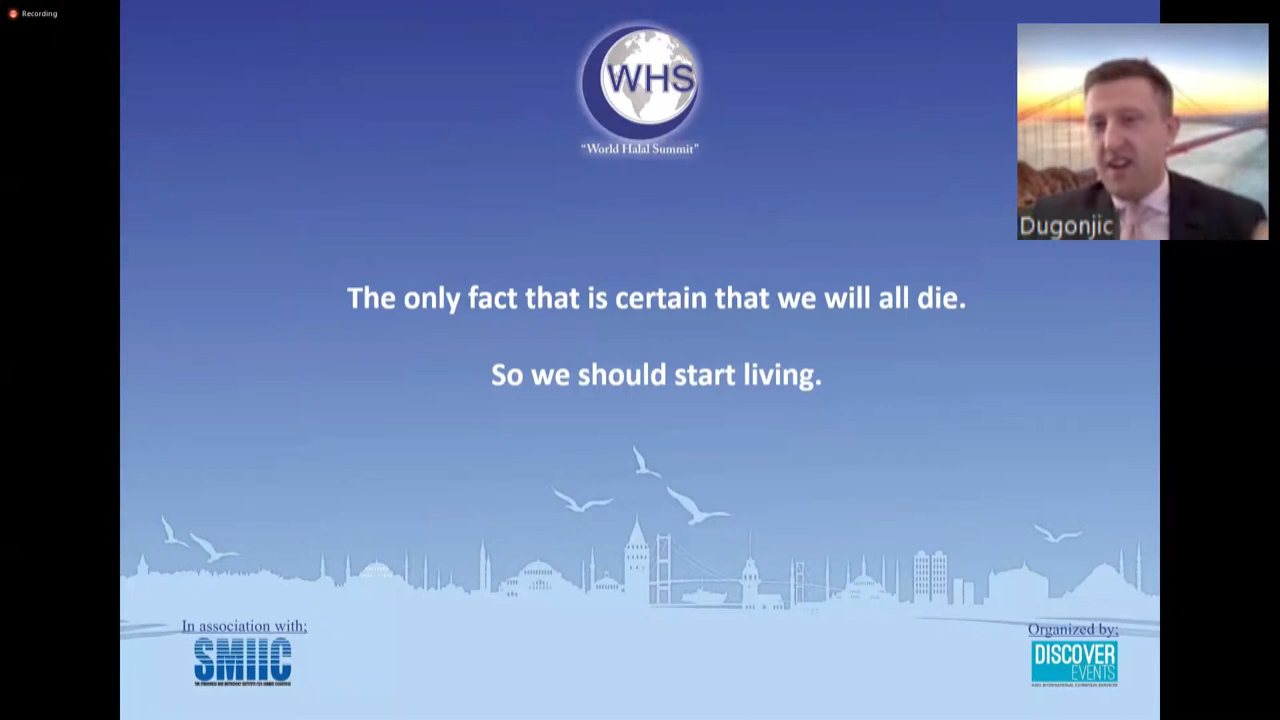 Recording
WHS
“World Halal Summit”
Dugonjic
The only fact that is certain that we will all die.
So we should start living.
In association with;
SMIIC
Organized by;
DISCOVER
EVENTS